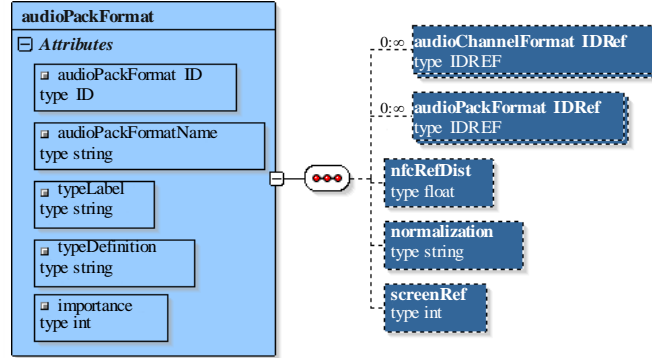 audioPackFormat
Attributes
audioPackFormat ID
type ID
audioPackFormatName
type string
typeLabel
type string
typeDefinition
type string
importance
type int
0:∞
audioChannelFormat IDRef
type IDREF
0:∞
audioPackFormat IDRef
type IDREF
nfcRefDist
type float
normalization
type string
screenRef
type int